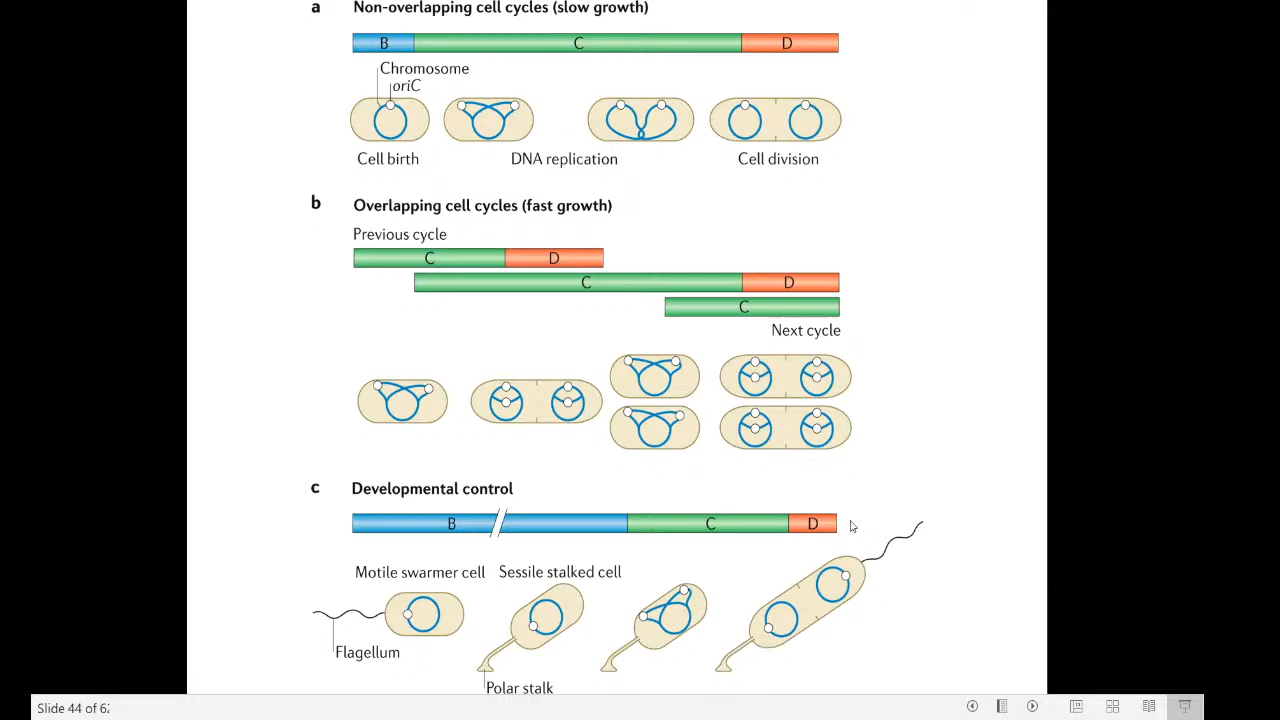 a Non-overlapping cell cycles (slow growth)
B C D
Chromosome
oriC
Cell birth DNA replication Cell division
b Overlapping cell cycles (fast growth)
Previous cycle
C D
C D
C
Next cycle
c Developmental control
B C D
Motile swarmer cell Sessile stalked cell
Flagellum
Polar stalk
Slide 44 of 62